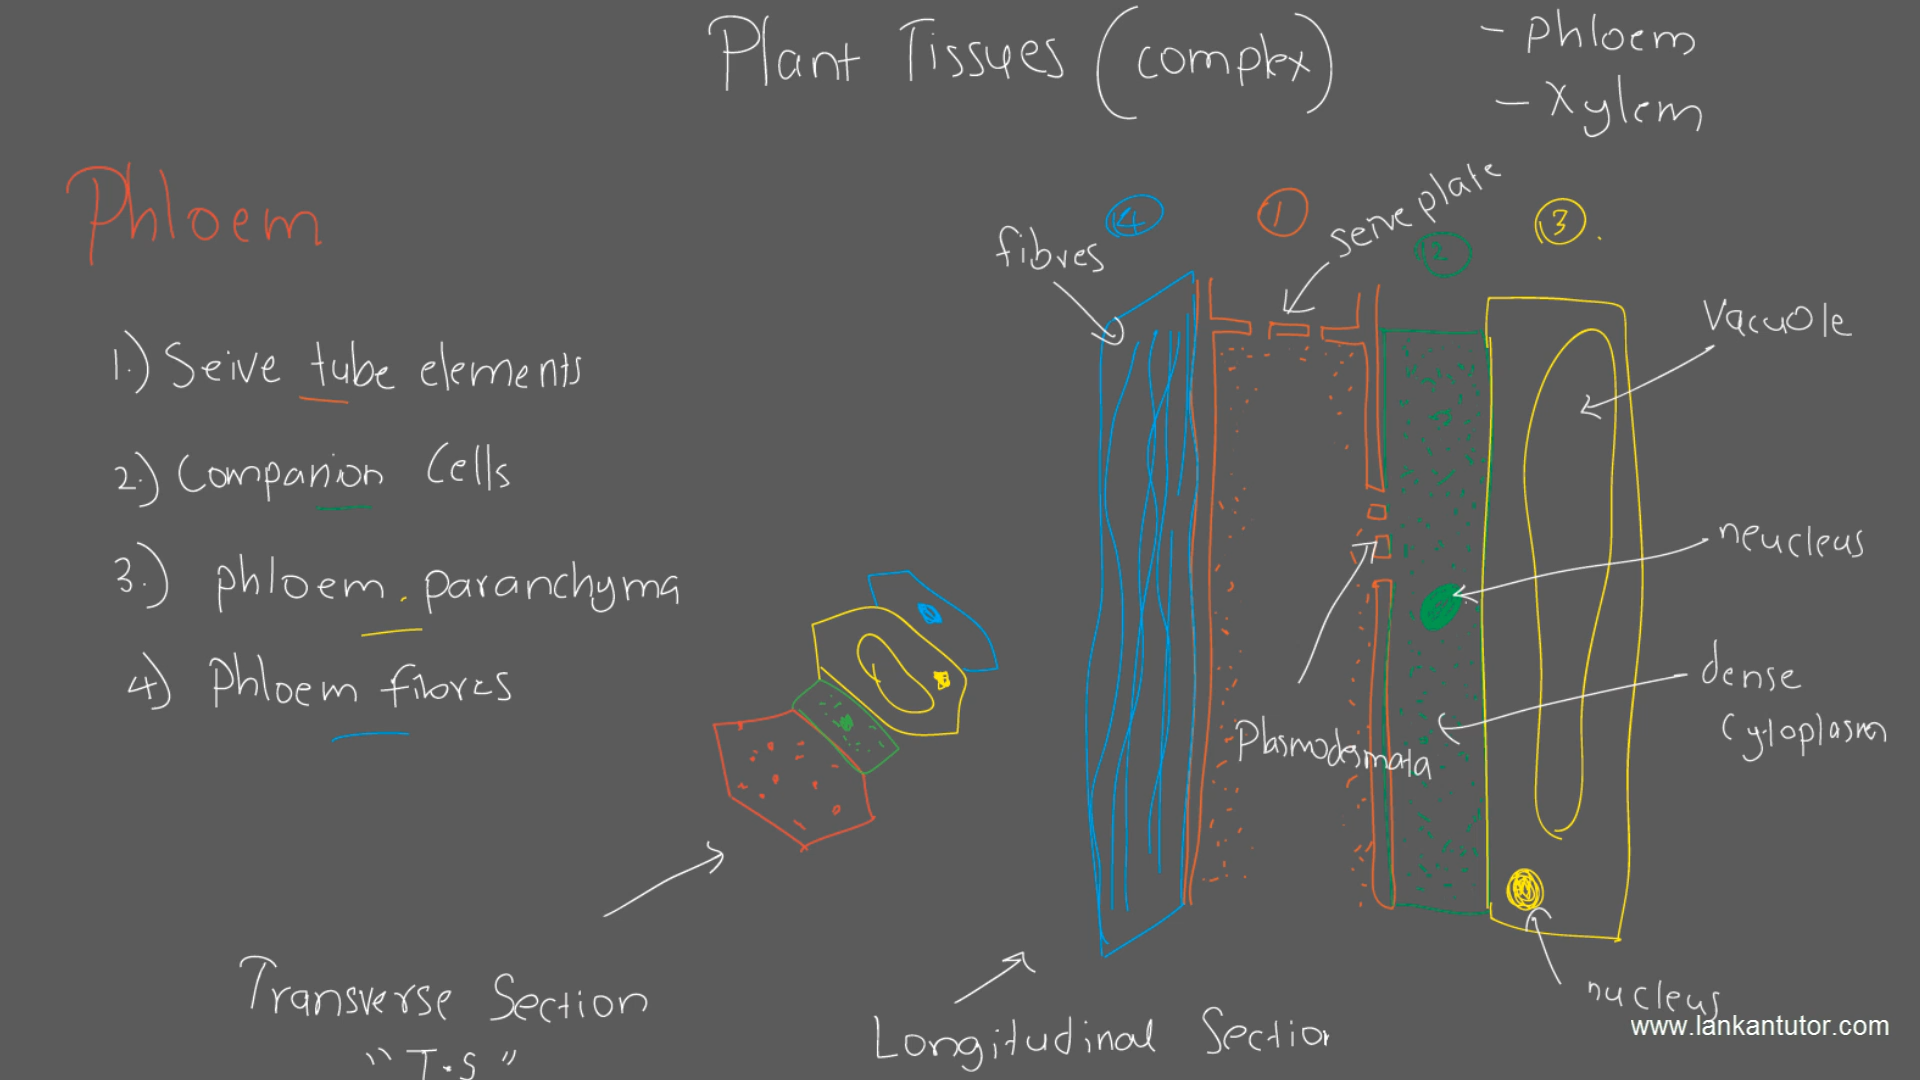 Plant Tissues (complex)
- Phloem
- Xylem
Phloem
1.) Seive tube elements
2.) Companion Cells
3.) phloem. paranchyma
4) Phloem fibres
4
1
2
3
fibres
seive plate
Vacuole
neucleus
dense
Cytoplasm
Plasmodesmata
nucleus
Transverse Section
"T.S"
Longitudinal Section
www.lankantutor.com